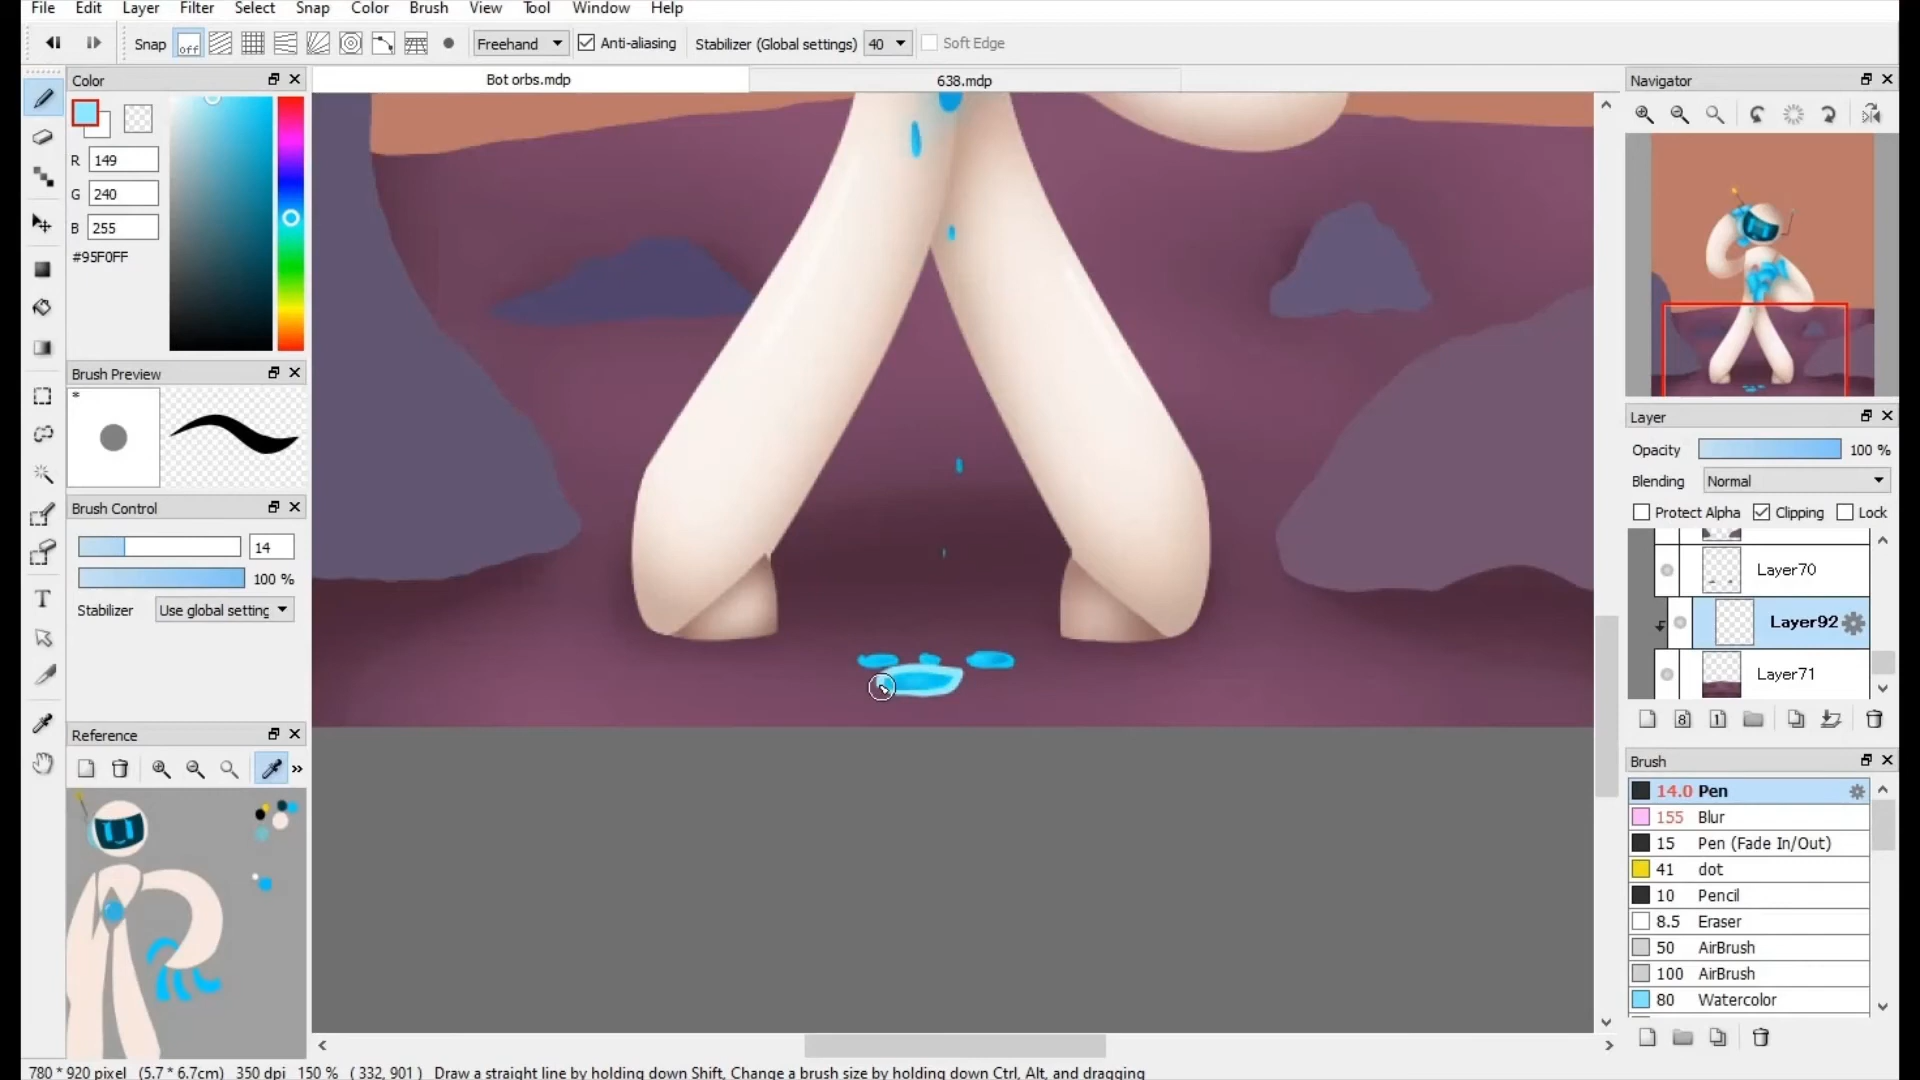 File Edit Layer Filter Select Snap Color Brush View Tool Window Help
Snap off Freehand Anti-aliasing Stabilizer (Global settings) 40 Soft Edge
Color
Bot orbs.mdp
638.mdp
Navigator
R 149
G 240
B 255
#95F0FF
Brush Preview
*
Brush Control
14
100 %
Stabilizer Use global setting
Reference
Layer
Opacity 100 %
Blending Normal
Protect Alpha Clipping Lock
Layer70
Layer92
Layer71
8 1
Brush
14.0 Pen
155 Blur
15 Pen (Fade In/Out)
41 dot
10 Pencil
8.5 Eraser
50 AirBrush
100 AirBrush
80 Watercolor
780 * 920 pixel (5.7 * 6.7cm) 350 dpi 150 % ( 332, 901 ) Draw a straight line by holding down Shift, Change a brush size by holding down Ctrl, Alt, and dragging